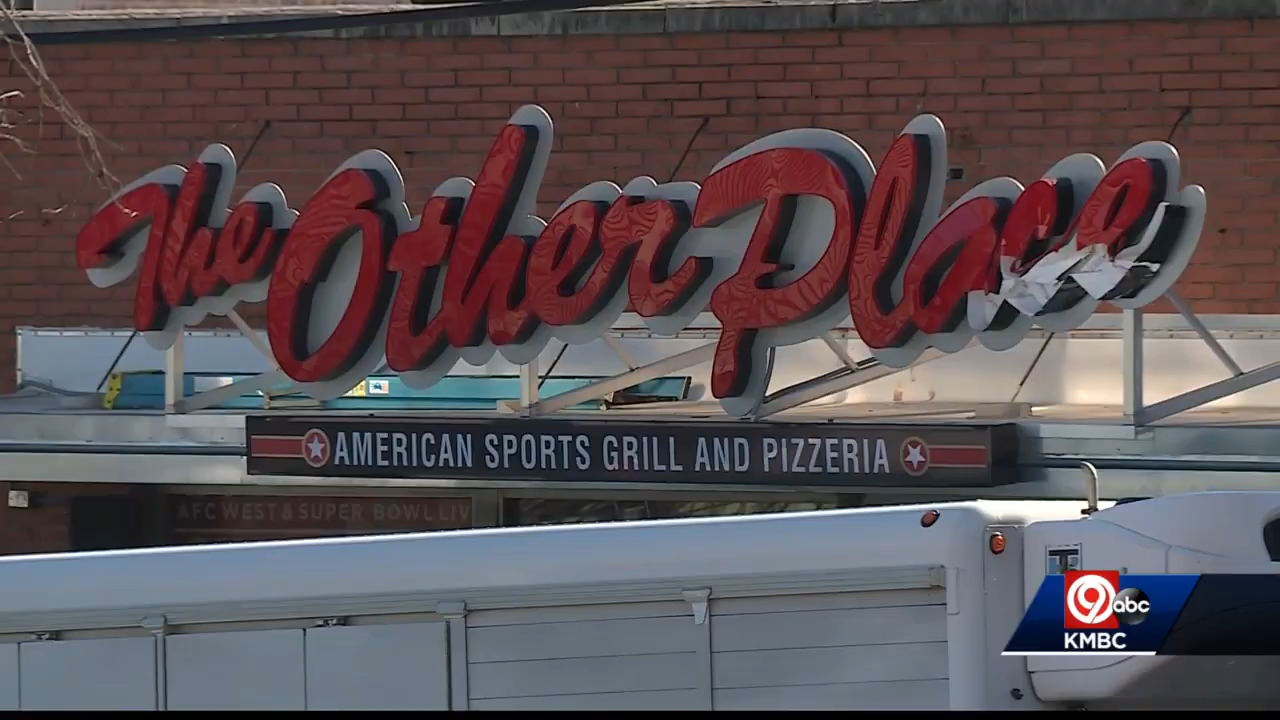 The Other Place
AMERICAN SPORTS GRILL AND PIZZERIA
AFC WEST & SUPER BOWL LIV
9 abc
KMBC